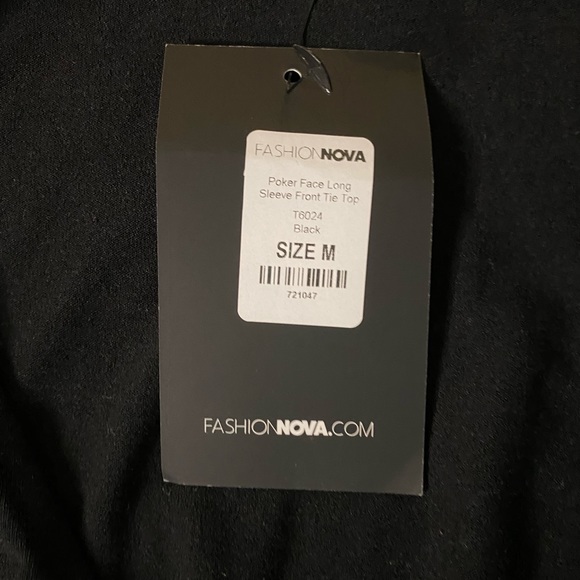 FASHIONNOVA
Poker Face Long
Sleeve Front Tie Top
T6024
Black
SIZE M
721047
FASHIONNOVA.COM